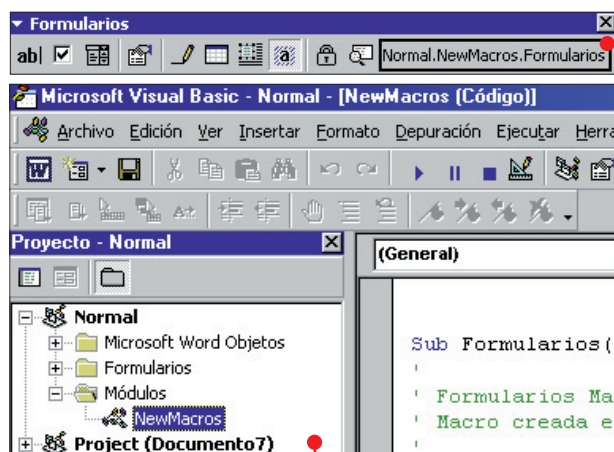 Formularios
ab| Normal.NewMacros.Formularios
Microsoft Visual Basic - Normal - [NewMacros (Código)]
Archivo Edición Ver Insertar Formato Depuración Ejecutar Herra
Proyecto - Normal
(General)
Normal
Microsoft Word Objetos
Formularios
Módulos
NewMacros
Project (Documento7)
Sub Formularios(
'
' Formularios Ma
' Macro creada e
'